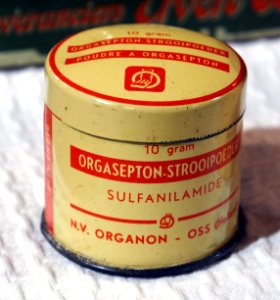 10 gram
ORGASEPTON-STROOIPOEDER
POUDRE A ORGASEPTON
10 gram
ORGASEPTON-STROOIPOEDER
SULFANILAMIDE
N.V. ORGANON - OSS